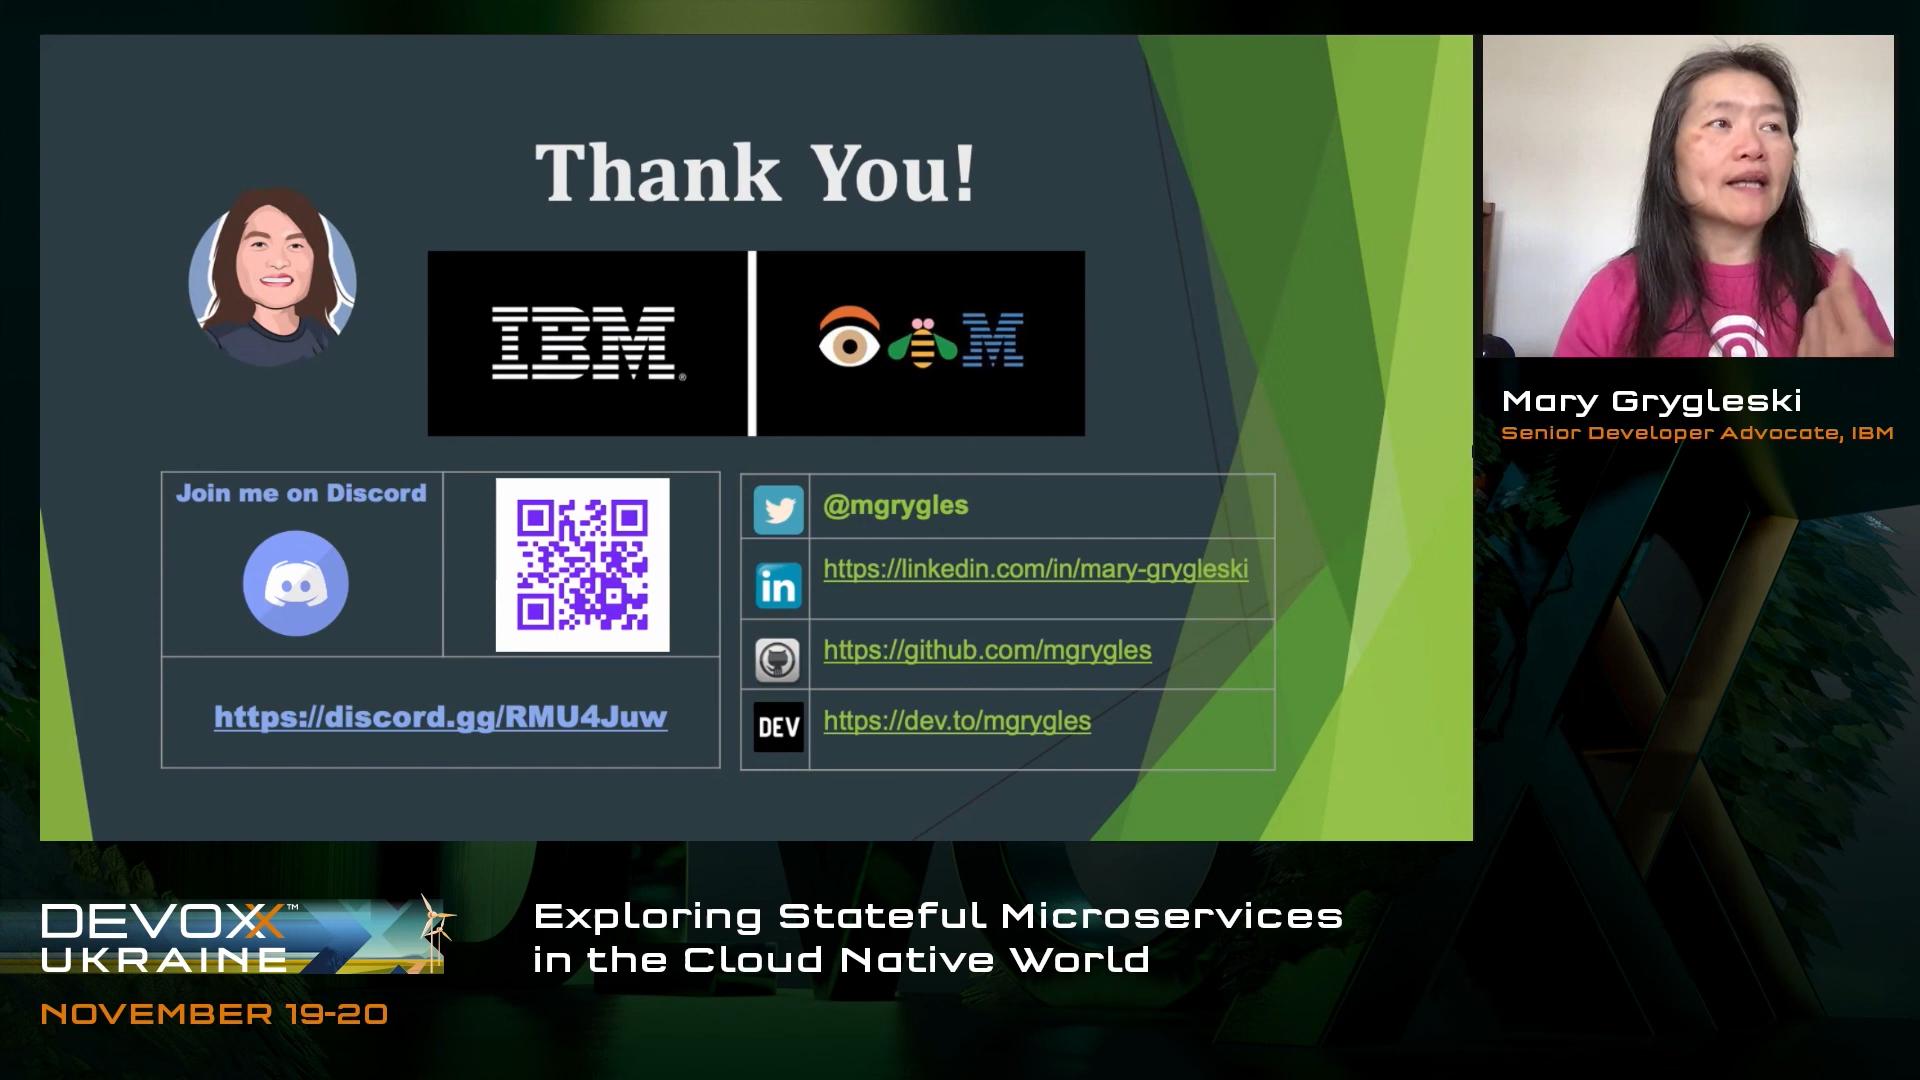 Thank You!
IBM®
M
Join me on Discord
https://discord.gg/RMU4Juw
@mgrygles
in
https://linkedin.com/in/mary-grygleski
https://github.com/mgrygles
DEV
https://dev.to/mgrygles
Mary Grygleski
Senior Developer Advocate, IBM
DEVOXX™
UKRAINE
NOVEMBER 19-20
Exploring Stateful Microservices
in the Cloud Native World